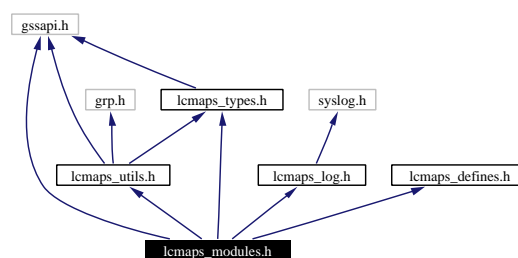 gssapi.h
grp.h
lcmaps_types.h
syslog.h
lcmaps_utils.h
lcmaps_log.h
lcmaps_defines.h
lcmaps_modules.h